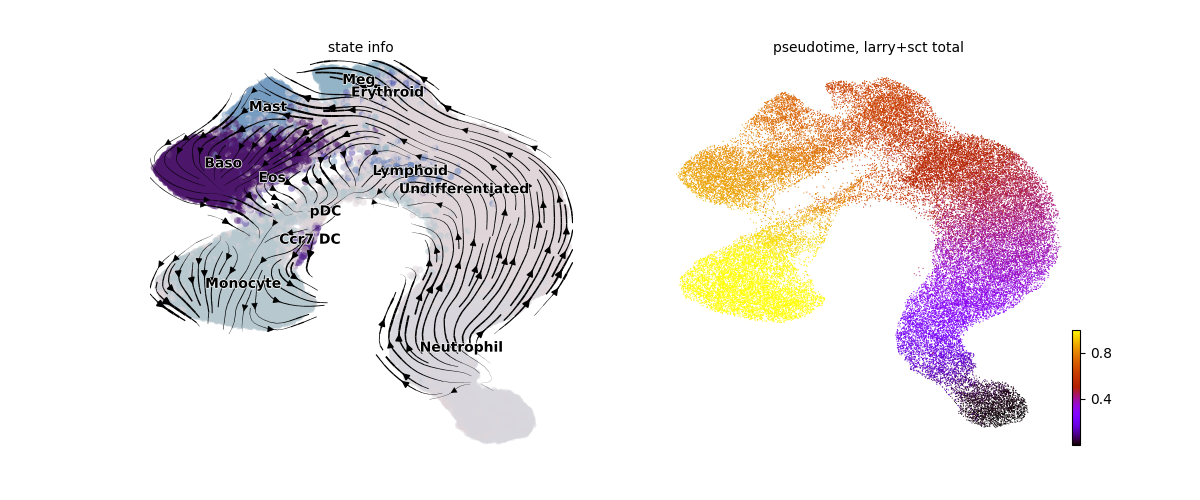 state info
pseudotime, larry+sct total
Meg
Erythroid
Mast
Baso
Eos
Lymphoid
Undifferentiated
pDC
Ccr7 DC
Monocyte
Neutrophil
0.8
0.4